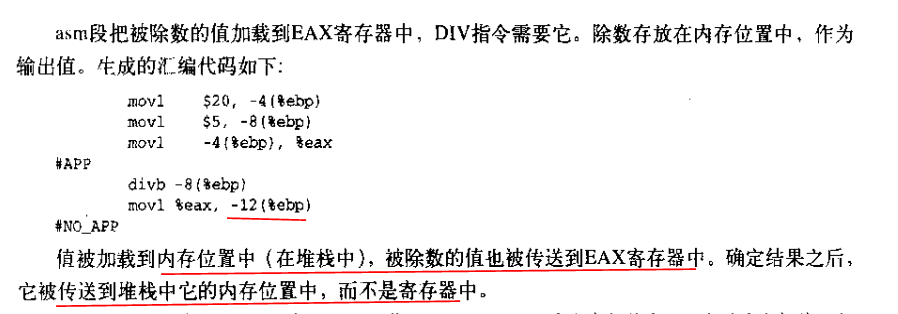 asm段把被除数的值加载到EAX寄存器中，DIV指令需要它。除数存放在内存位置中，作为
输出值。生成的汇编代码如下：
movl $20, -4(%ebp)
movl $5, -8(%ebp)
movl -4(%ebp), %eax
#APP
divb -8(%ebp)
movl %eax, -12(%ebp)
#NO_APP
值被加载到内存位置中（在堆栈中），被除数的值也被传送到EAX寄存器中。确定结果之后，
它被传送到堆栈中它的内存位置中，而不是寄存器中。